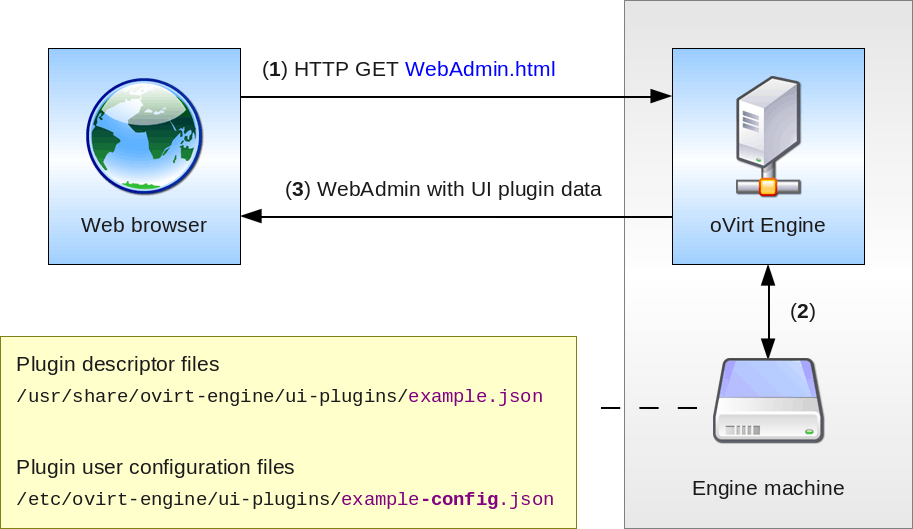 (1) HTTP GET WebAdmin.html
(3) WebAdmin with UI plugin data
Web browser
oVirt Engine
(2)
Plugin descriptor files
/usr/share/ovirt-engine/ui-plugins/example.json
Plugin user configuration files
/etc/ovirt-engine/ui-plugins/example-config.json
Engine machine